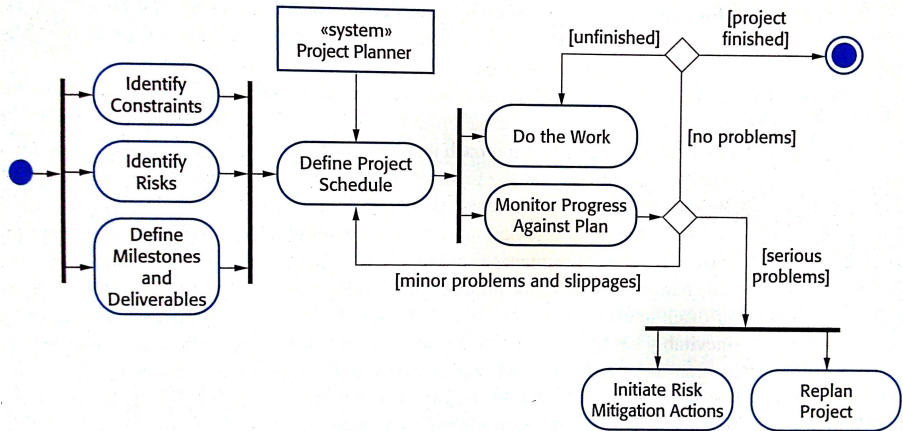 «system»
Project Planner
[unfinished]
[project
finished]
Identify
Constraints
Do the Work
[no problems]
Identify
Risks
Define Project
Schedule
Monitor Progress
Against Plan
Define
Milestones
and
Deliverables
[minor problems and slippages]
[serious
problems]
Initiate Risk
Mitigation Actions
Replan
Project